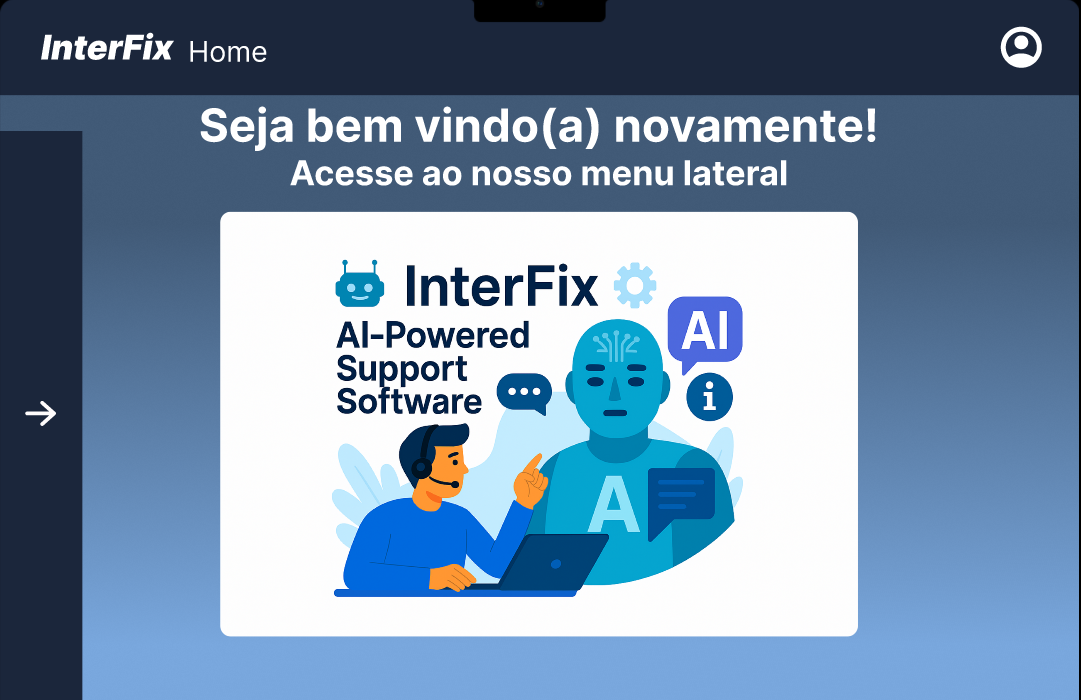 InterFix Home
Seja bem vindo(a) novamente!
Acesse ao nosso menu lateral
InterFix
AI-Powered
Support
Software
AI
i
A